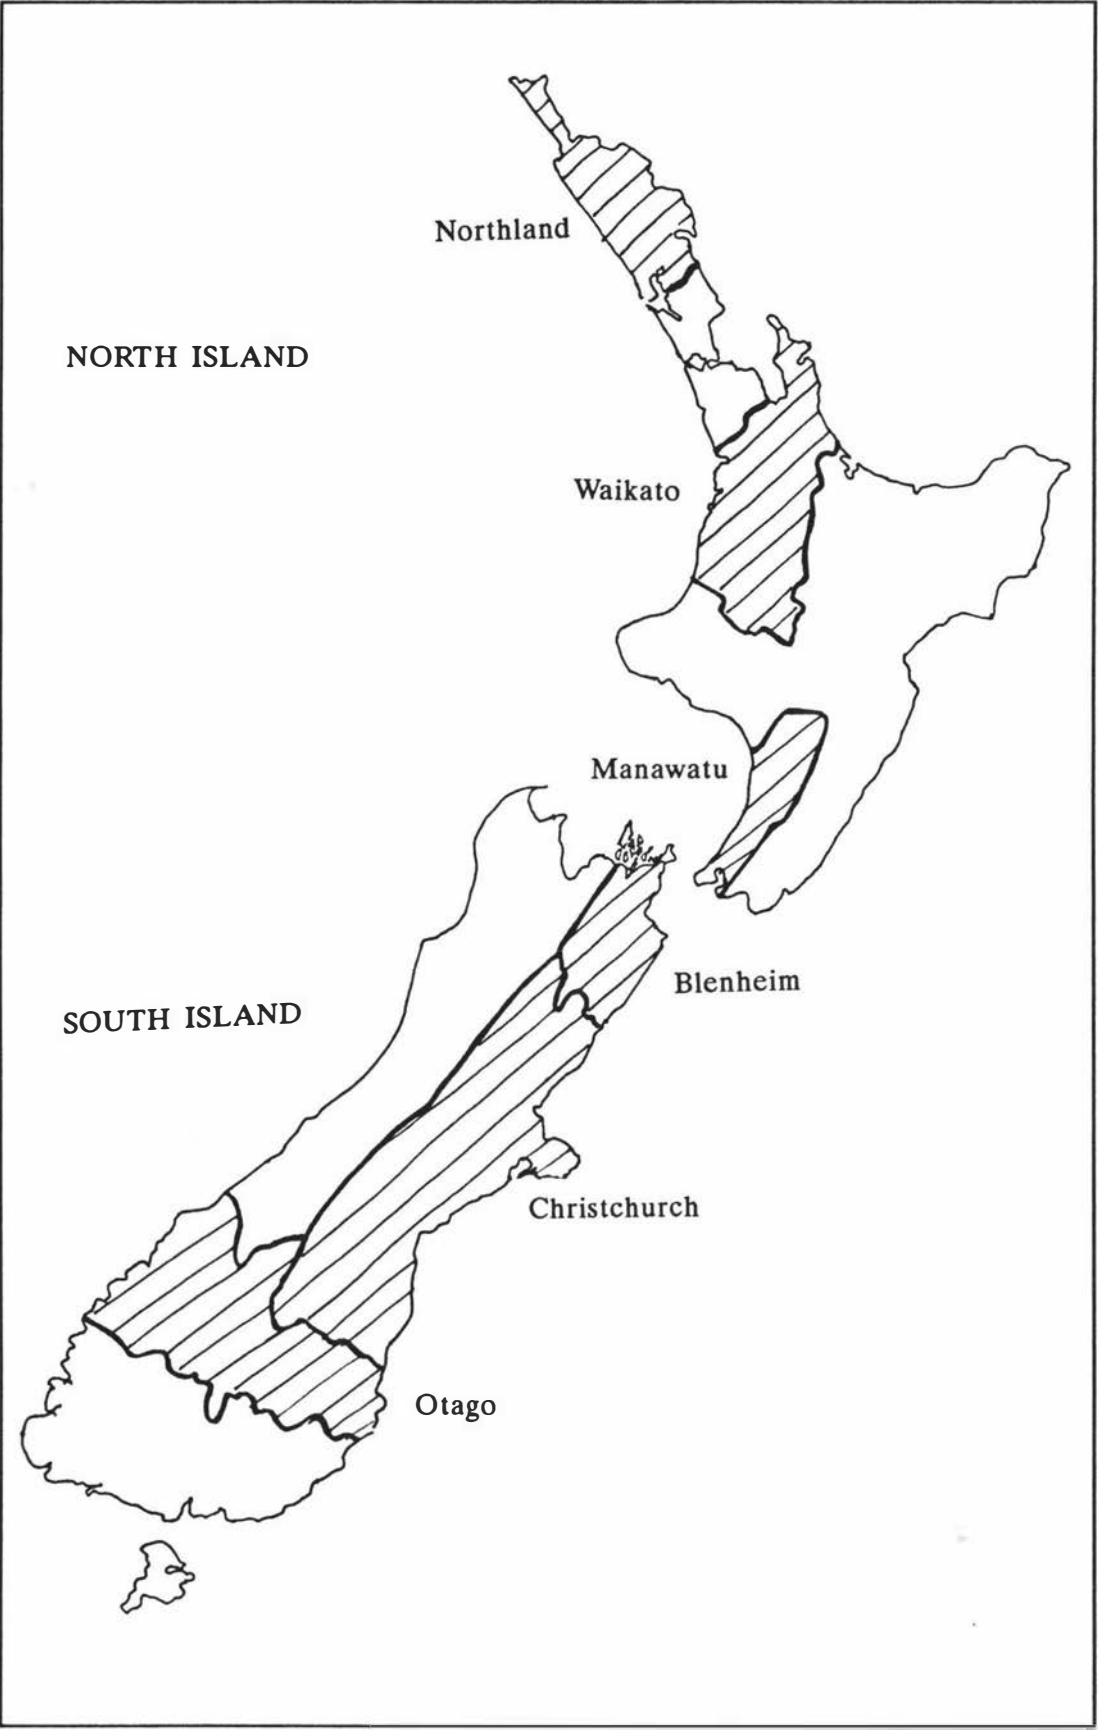 Northland
NORTH ISLAND
Waikato
Manawatu
Blenheim
SOUTH ISLAND
Christchurch
Otago